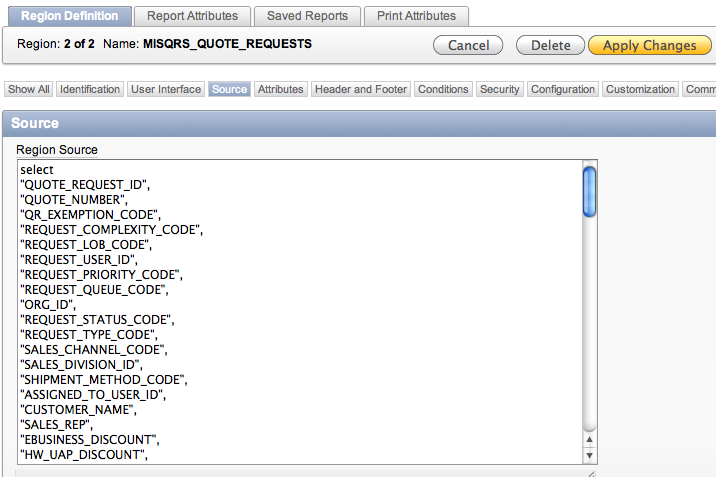 Region Definition Report Attributes Saved Reports Print Attributes
Region: 2 of 2 Name: MISQRS_QUOTE_REQUESTS Cancel Delete Apply Changes
Show All Identification User Interface Source Attributes Header and Footer Conditions Security Configuration Customization Comm
Source
Region Source
select
"QUOTE_REQUEST_ID",
"QUOTE_NUMBER",
"QR_EXEMPTION_CODE",
"REQUEST_COMPLEXITY_CODE",
"REQUEST_LOB_CODE",
"REQUEST_USER_ID",
"REQUEST_PRIORITY_CODE",
"REQUEST_QUEUE_CODE",
"ORG_ID",
"REQUEST_STATUS_CODE",
"REQUEST_TYPE_CODE",
"SALES_CHANNEL_CODE",
"SALES_DIVISION_ID",
"SHIPMENT_METHOD_CODE",
"ASSIGNED_TO_USER_ID",
"CUSTOMER_NAME",
"SALES_REP",
"EBUSINESS_DISCOUNT",
"HW_UAP_DISCOUNT",